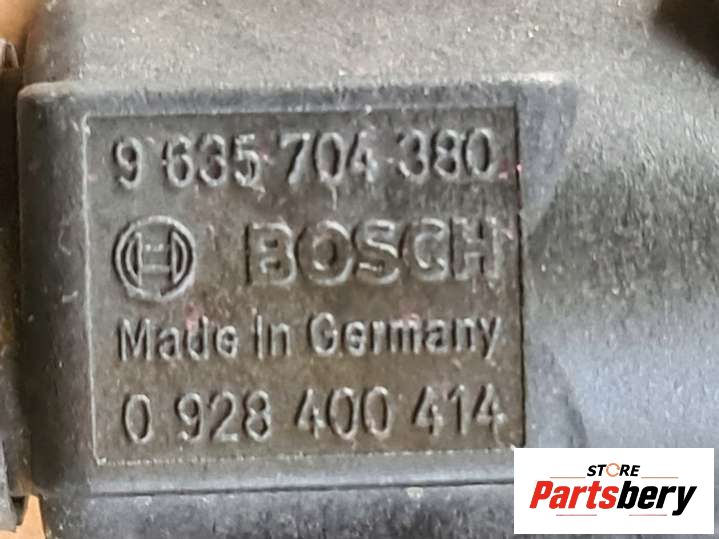 9 635 704 380
BOSCH
Made In Germany
0 928 400 414
STORE
Partsbery